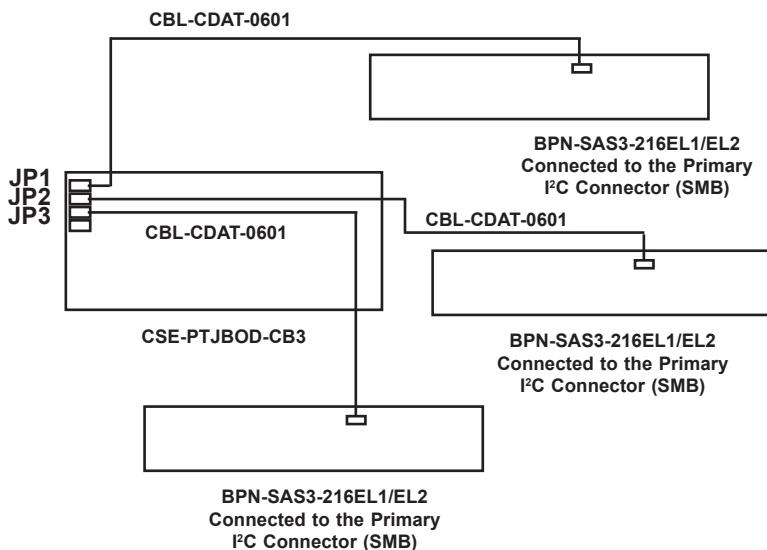 CBL-CDAT-0601
BPN-SAS3-216EL1/EL2
Connected to the Primary
I²C Connector (SMB)
JP1
JP2
JP3
CBL-CDAT-0601
CBL-CDAT-0601
CSE-PTJBOD-CB3
BPN-SAS3-216EL1/EL2
Connected to the Primary
I²C Connector (SMB)
BPN-SAS3-216EL1/EL2
Connected to the Primary
I²C Connector (SMB)